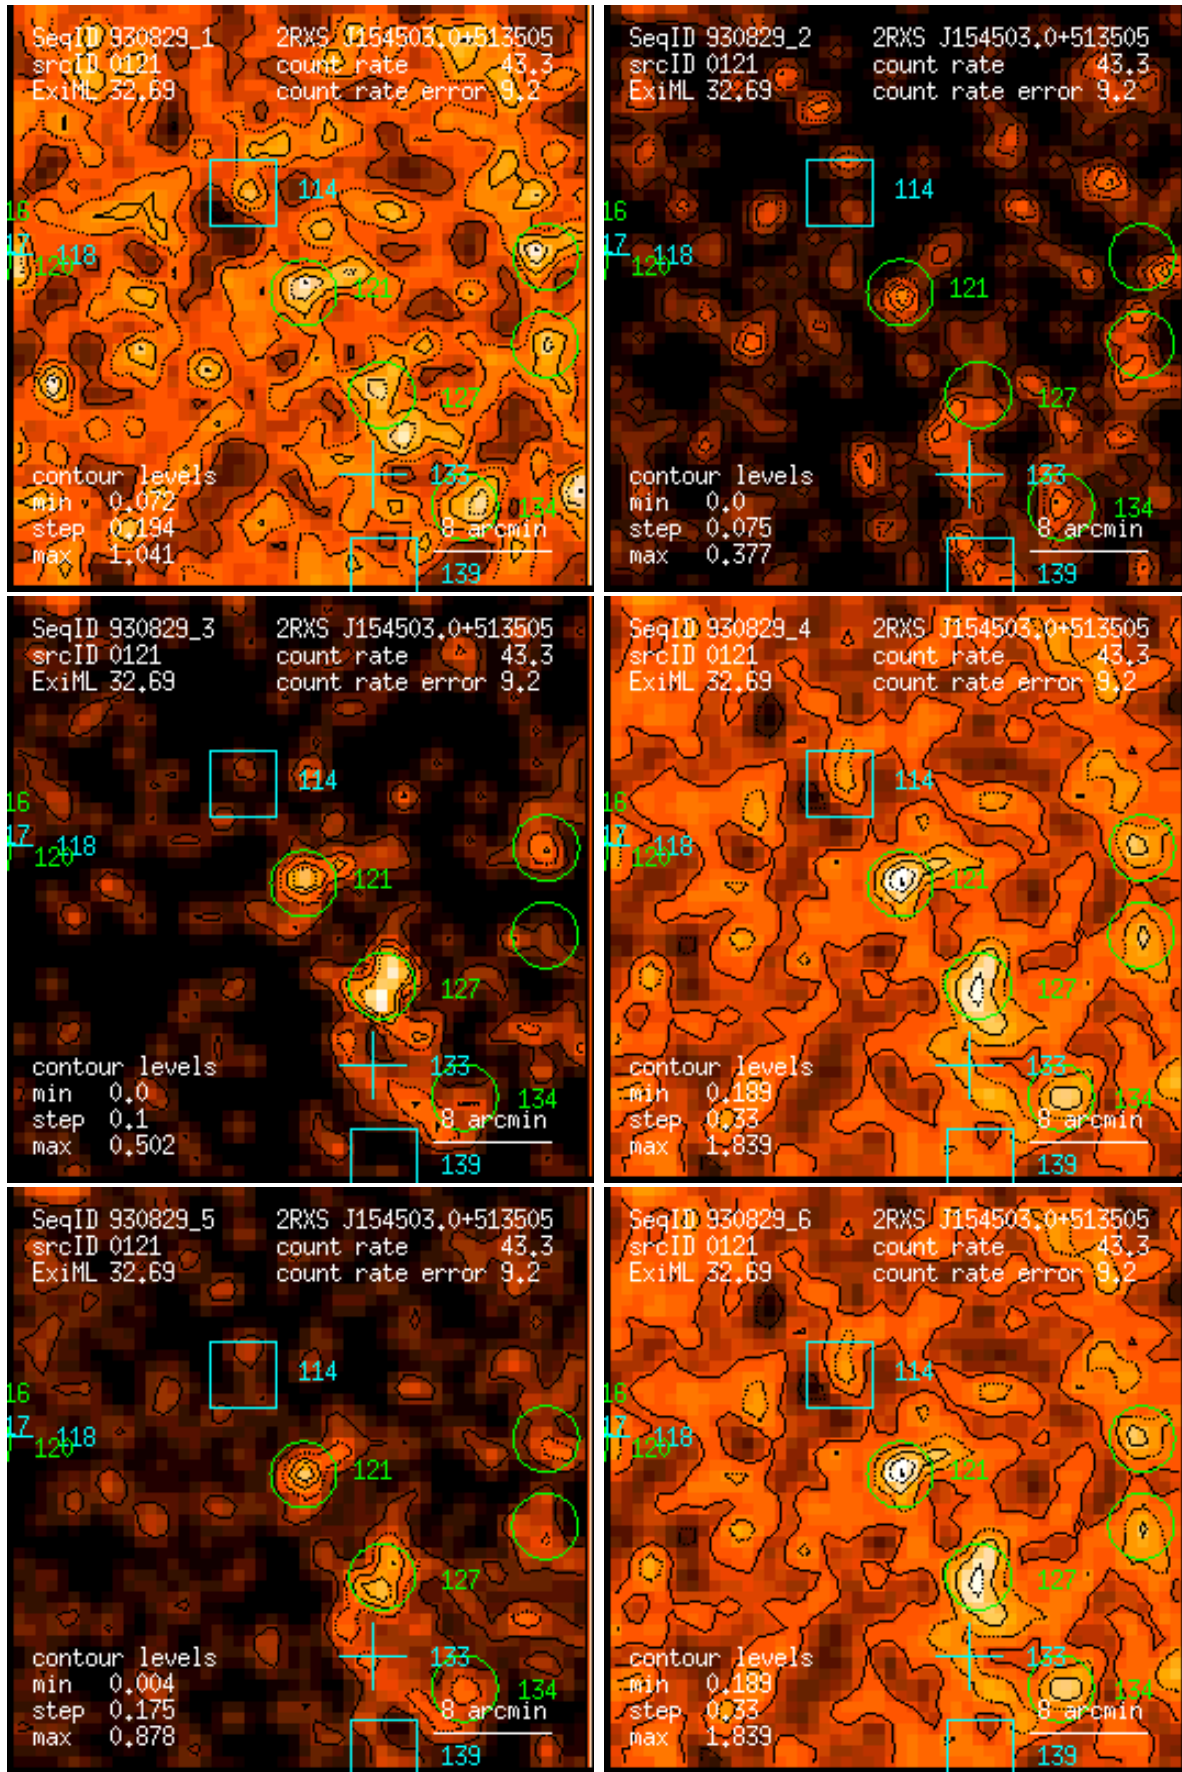 SeqID 930829_1 2RXS J154503.0+513505
srcID 0121 count rate 43.3
ExiML 32.69 count rate error 9.2
114
16
17 118
120
121
127
133
contour levels
min 0.072
134
step 0.194
8 arcmin
max 1.041
139
SeqID 930829_2 2RXS J154503.0+513505
srcID 0121 count rate 43.3
ExiML 32.69 count rate error 9.2
114
16
17 118
120
121
127
133
contour levels
min 0.0
134
step 0.075
8 arcmin
max 0.377
139
SeqID 930829_3 2RXS J154503.0+513505
srcID 0121 count rate 43.3
ExiML 32.69 count rate error 9.2
114
16
17 118
120
121
127
133
contour levels
min 0.0
134
step 0.1
8 arcmin
max 0.502
139
SeqID 930829_4 2RXS J154503.0+513505
srcID 0121 count rate 43.3
ExiML 32.69 count rate error 9.2
114
16
17 118
120
121
127
133
contour levels
min 0.189
134
step 0.33
8 arcmin
max 1.839
139
SeqID 930829_5 2RXS J154503.0+513505
srcID 0121 count rate 43.3
ExiML 32.69 count rate error 9.2
114
16
17 118
120
121
127
133
contour levels
min 0.004
134
step 0.175
8 arcmin
max 0.878
139
SeqID 930829_6 2RXS J154503.0+513505
srcID 0121 count rate 43.3
ExiML 32.69 count rate error 9.2
114
16
17 118
120
121
127
133
contour levels
min 0.189
134
step 0.33
8 arcmin
max 1.839
139